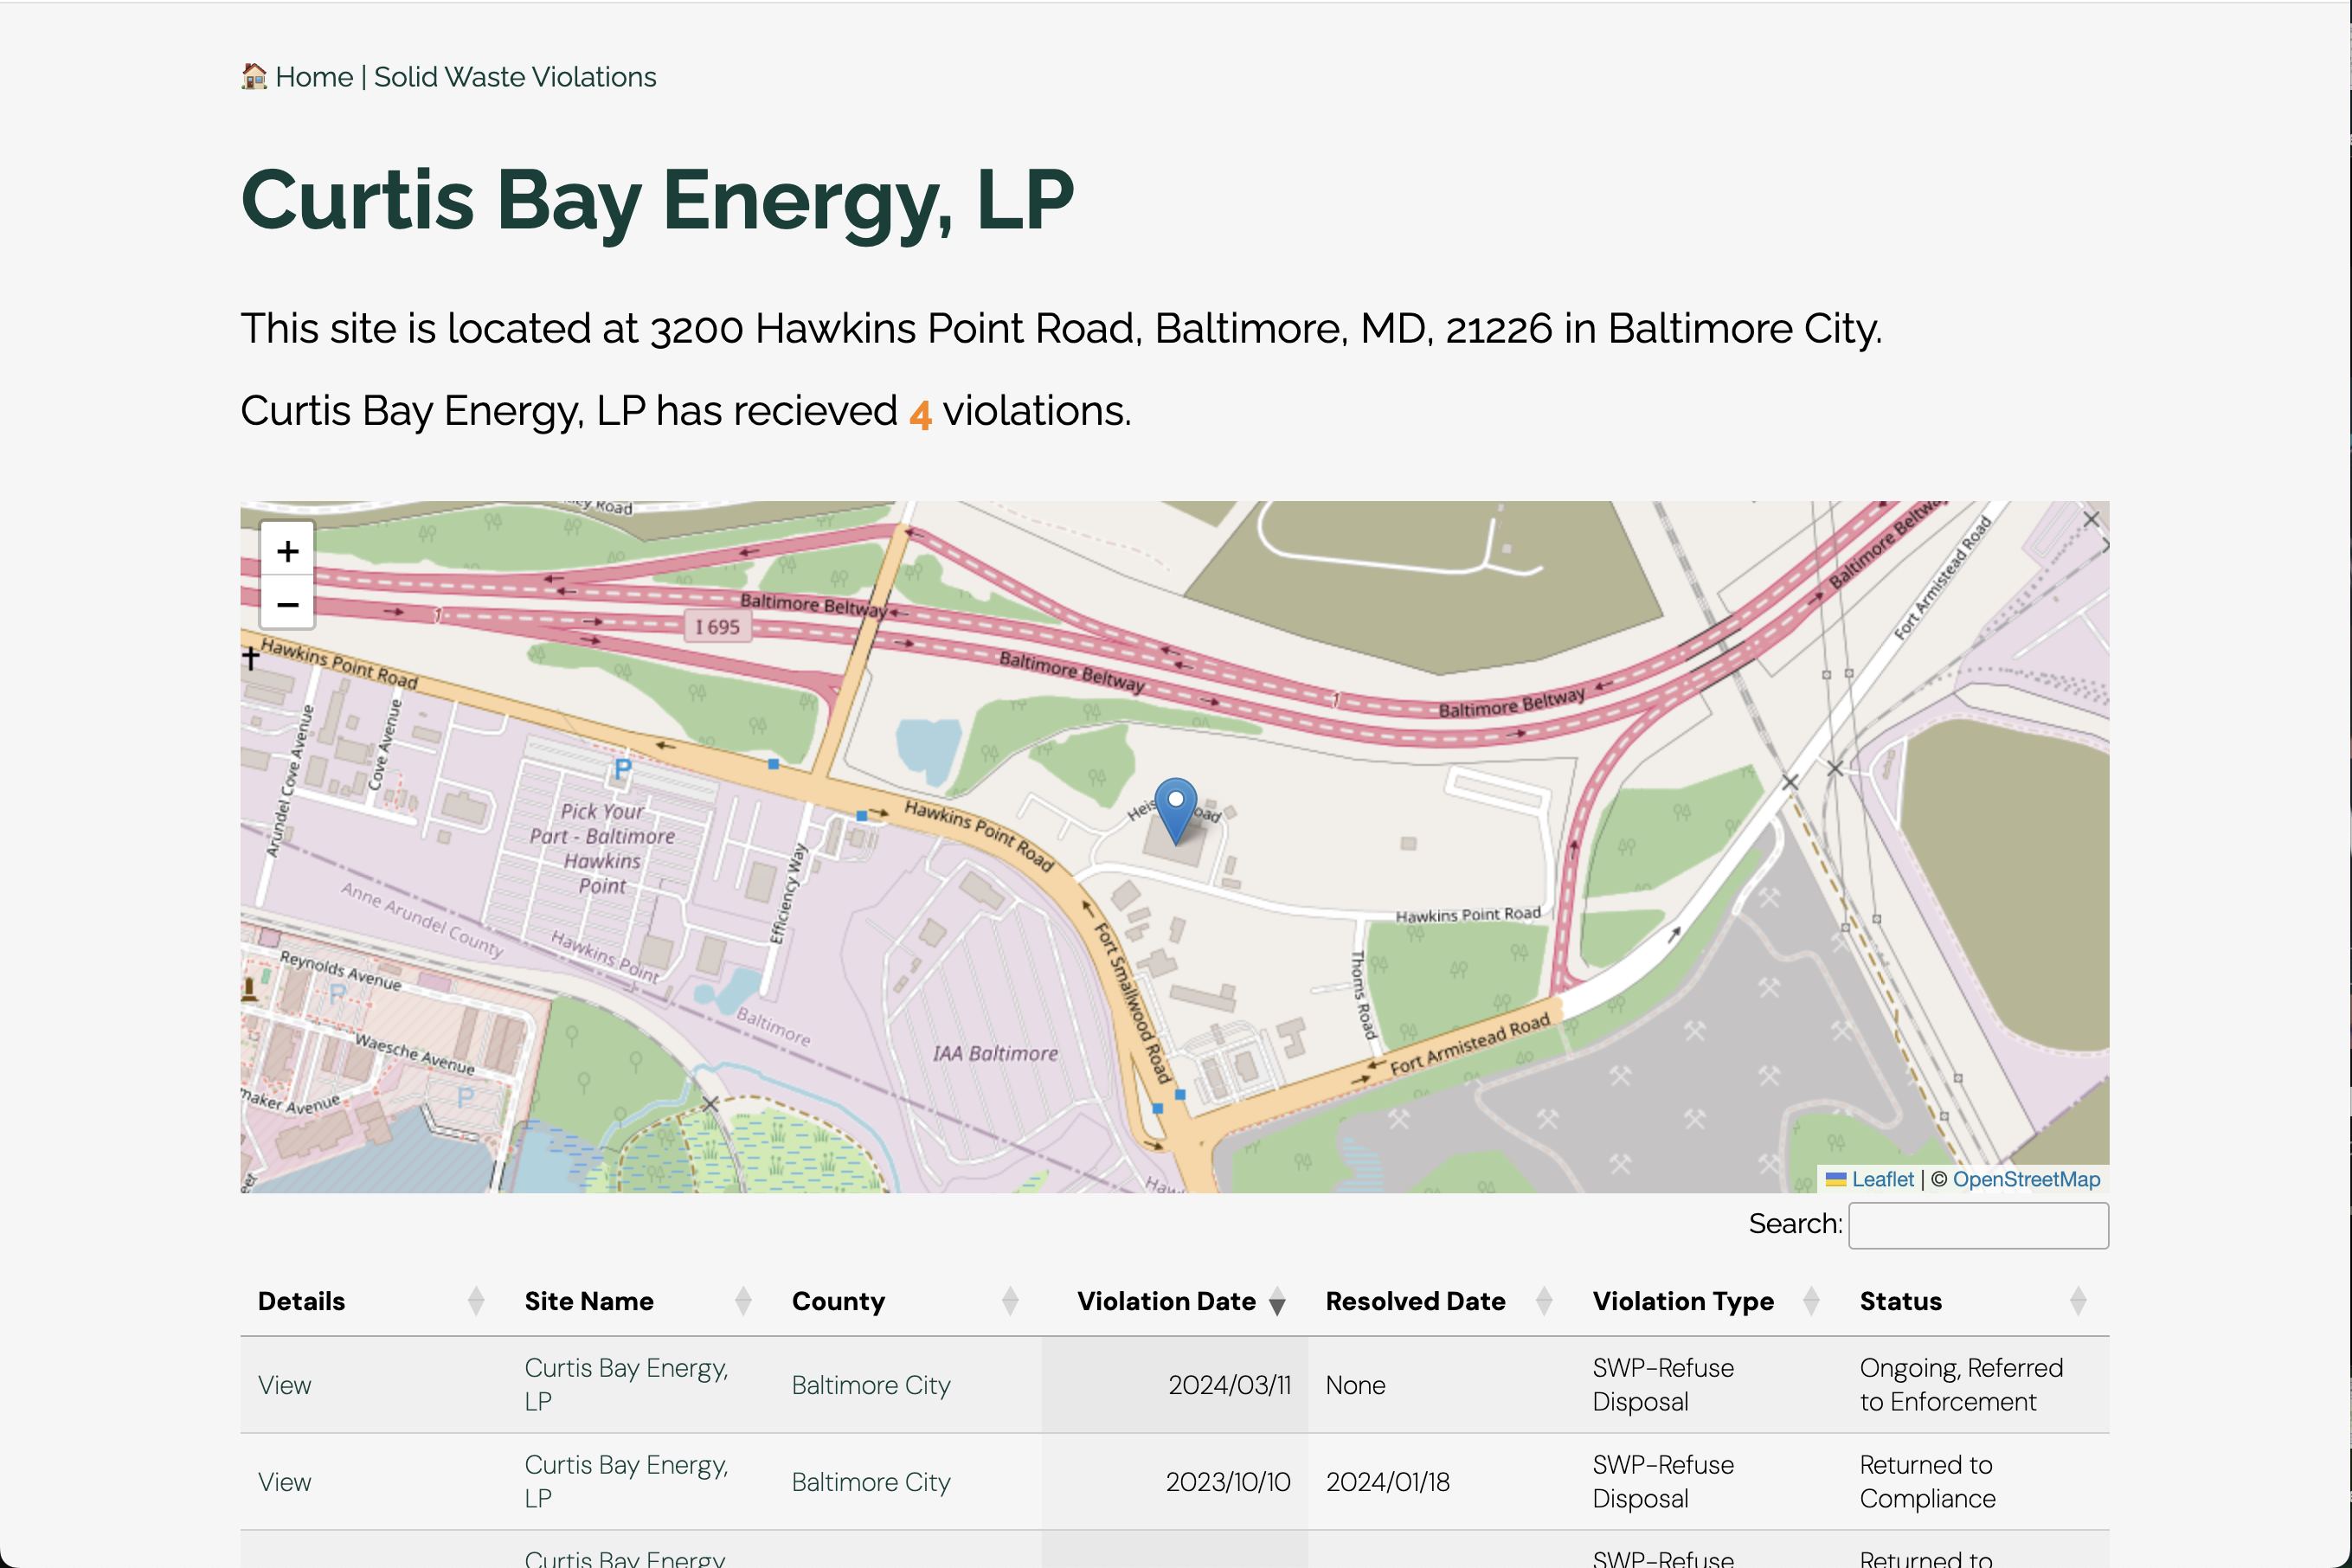 Home | Solid Waste Violations
Curtis Bay Energy, LP
This site is located at 3200 Hawkins Point Road, Baltimore, MD, 21226 in Baltimore City.
Curtis Bay Energy, LP has recieved 4 violations.
+
−
Road
Baltimore Beltway
I 695
1
Baltimore Beltway
1
Baltimore Beltway
Baltimore Beltway
Baltimore Beltway
Fort Armistead Road
Hawkins Point Road
Arundel Cove Avenue
Cove Avenue
P
Pick Your
Part - Baltimore
Hawkins
Point
Efficiency Way
Hawkins Point Road
Anne Arundel County
Hawkins Point
Baltimore
Hawkins Point Road
Thoms Road
Fort Smallwood Road
Fort Armistead Road
IAA Baltimore
Reynolds Avenue
P
Waesche Avenue
P
Avenue
Leaflet | © OpenStreetMap
Search:
Details Site Name County Violation Date Resolved Date Violation Type Status
View Curtis Bay Energy, LP Baltimore City 2024/03/11 None SWP-Refuse Disposal Ongoing, Referred to Enforcement
View Curtis Bay Energy, LP Baltimore City 2023/10/10 2024/01/18 SWP-Refuse Disposal Returned to Compliance
Curtis Bay Energy, SWP-Refuse Returned to